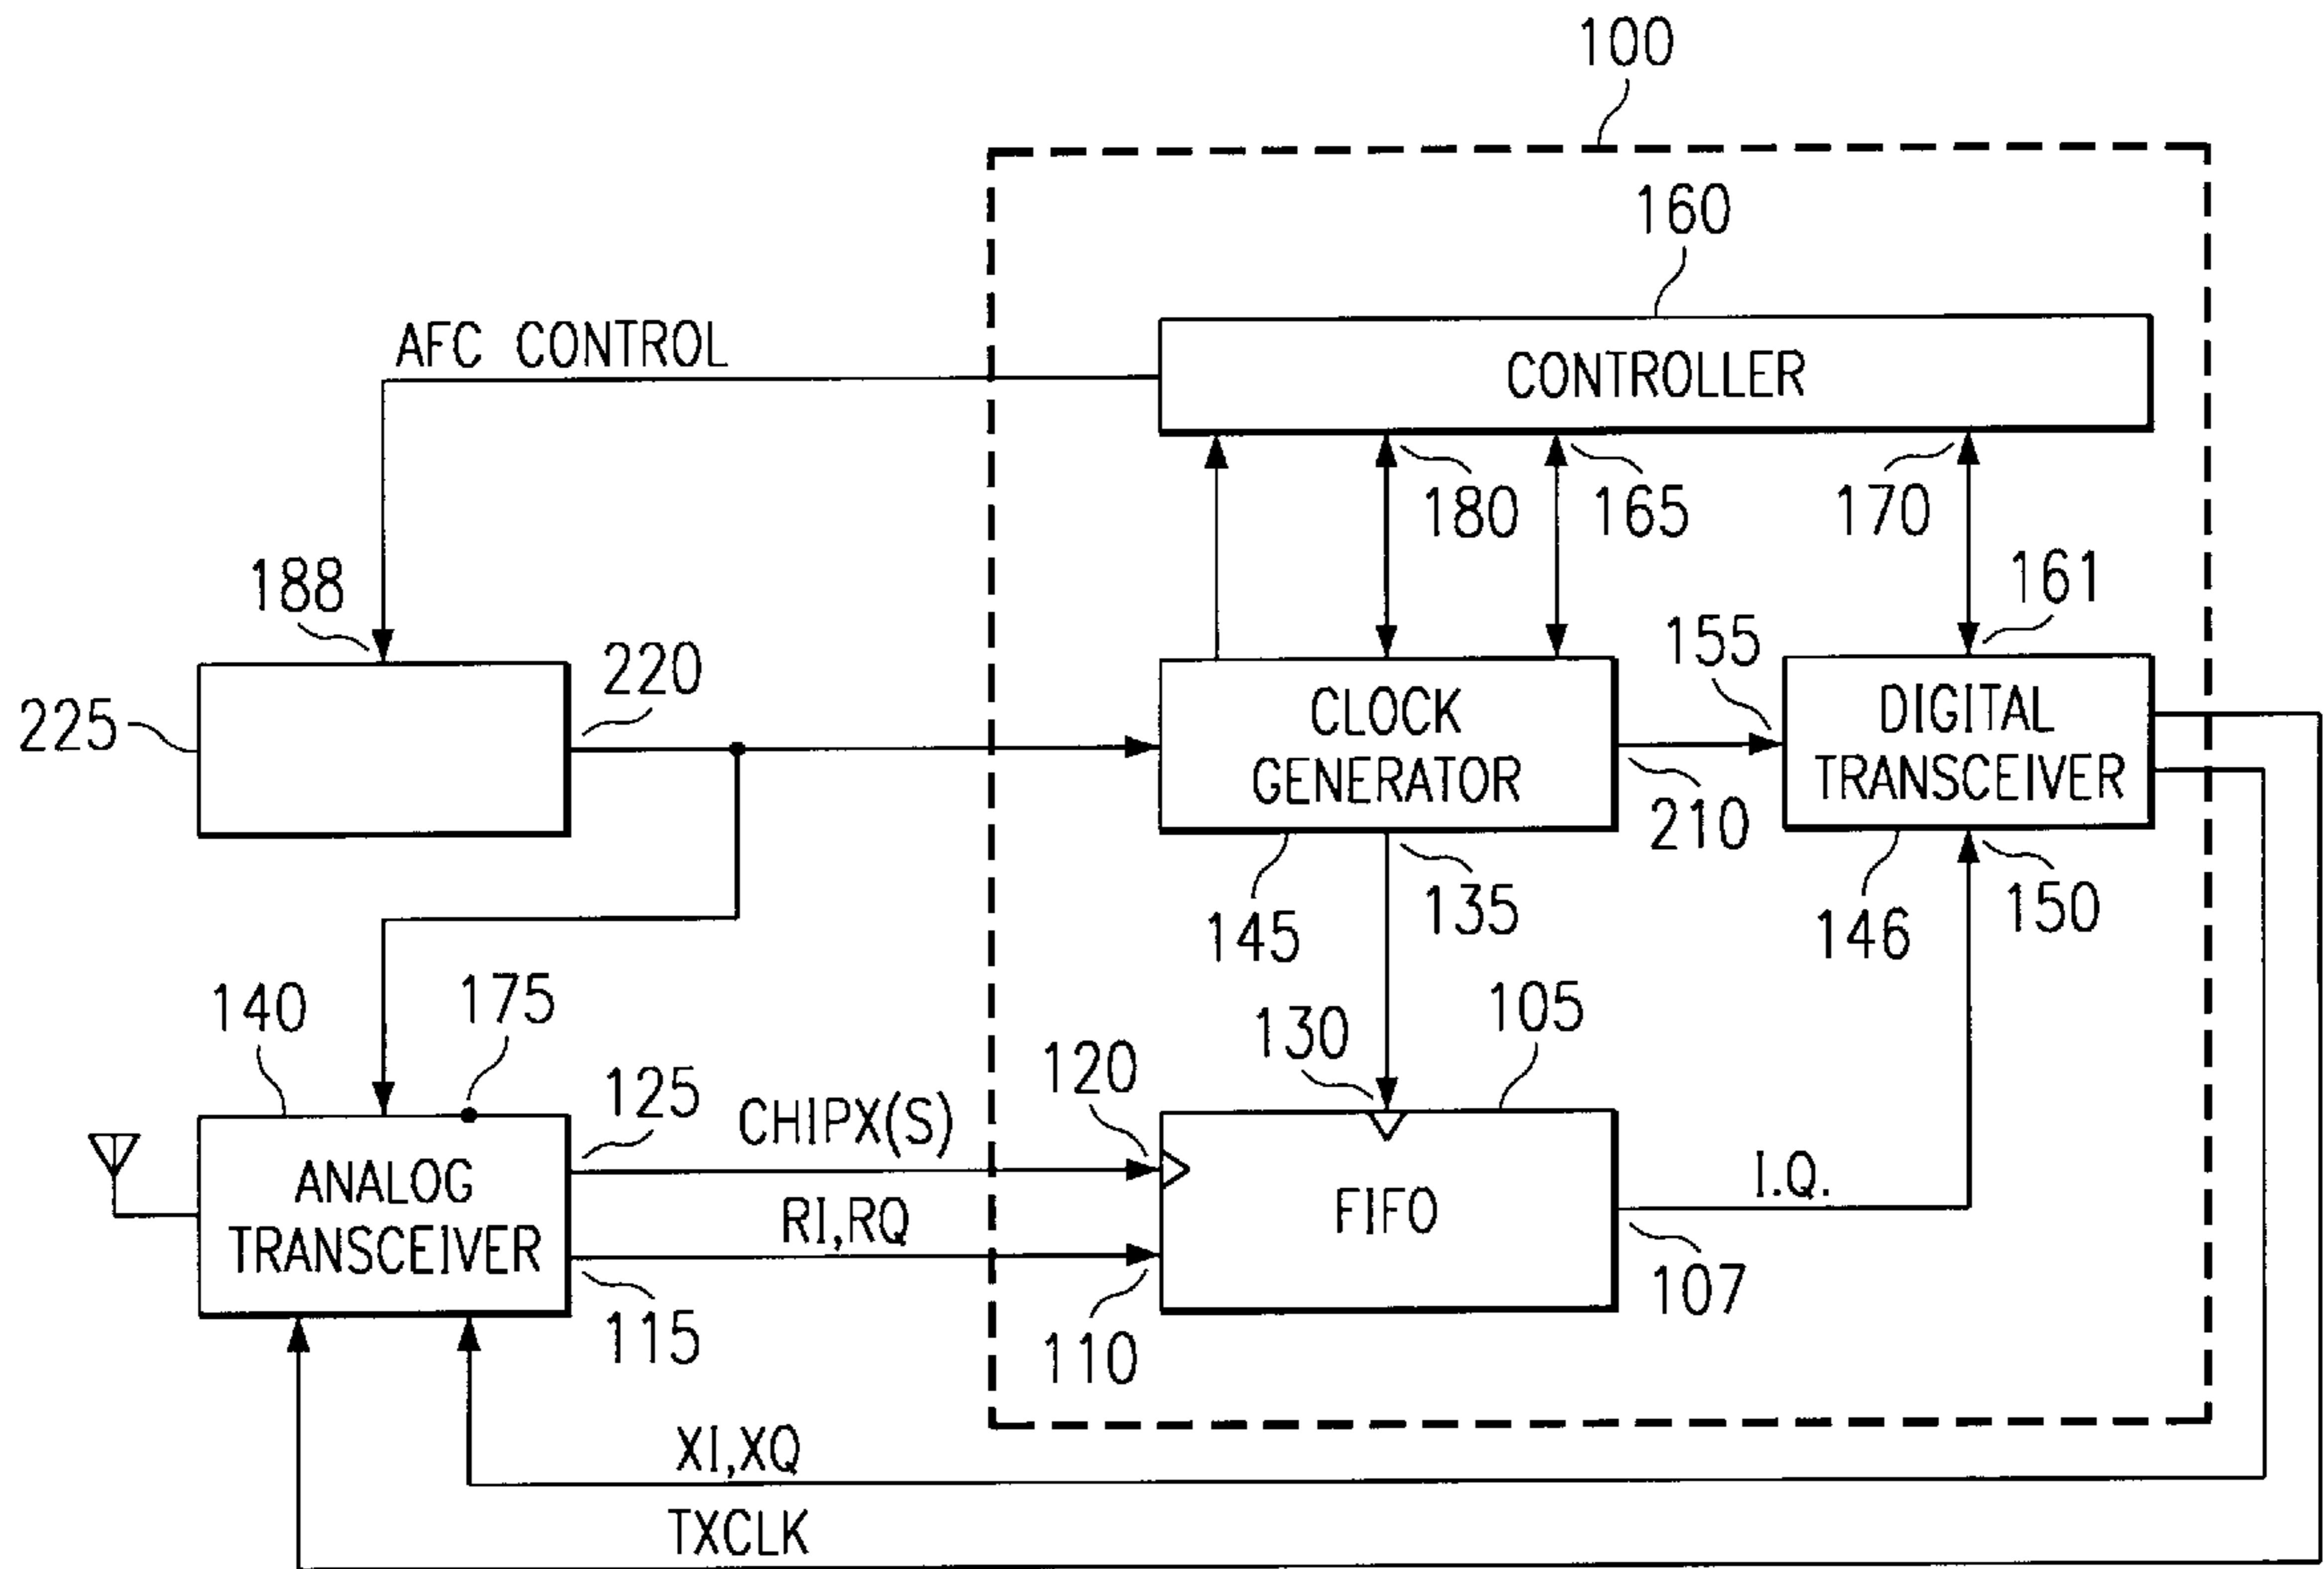 100
160
AFC CONTROL
CONTROLLER
180
165
170
188
161
220
155
225
CLOCK
GENERATOR
DIGITAL
TRANSCEIVER
210
145
135
146
150
140
175
130
105
120
125
CHIPX(S)
ANALOG
TRANSCEIVER
RI,RQ
FIFO
I.Q.
115
110
107
XI,XQ
TXCLK